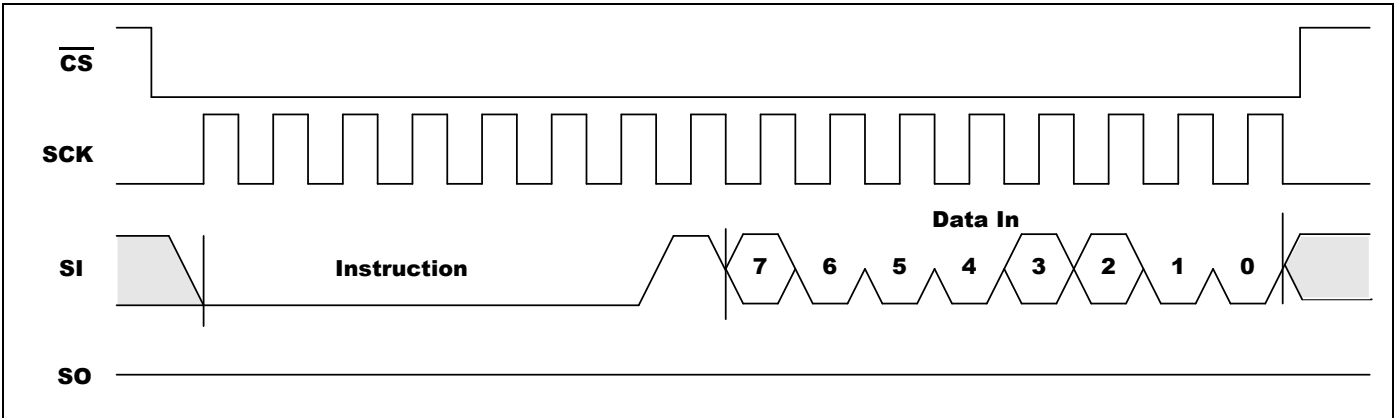 CS
SCK
Data In
SI Instruction 7 6 5 4 3 2 1 0
SO